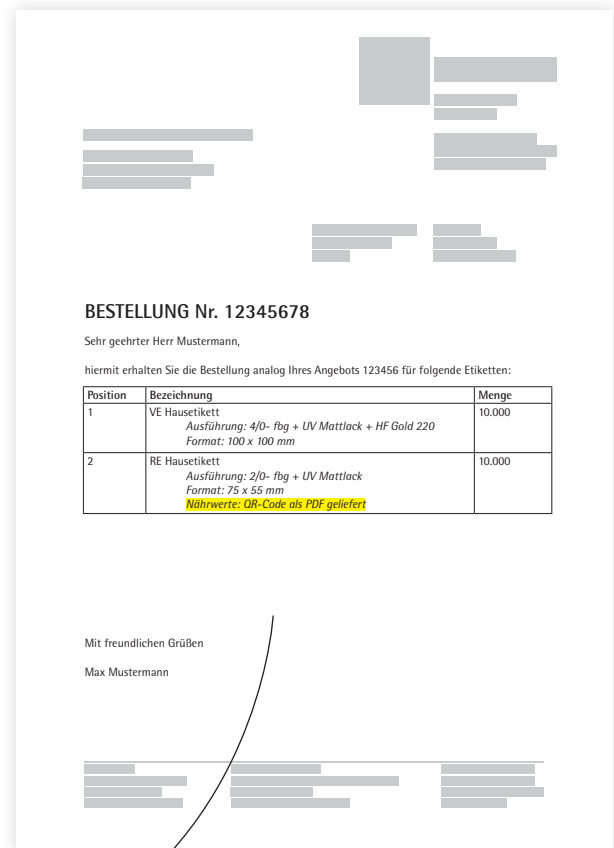 BESTELLUNG Nr. 12345678
Sehr geehrter Herr Mustermann,
hiermit erhalten Sie die Bestellung analog Ihres Angebots 123456 für folgende Etiketten:
Position Bezeichnung Menge
1 VE Hausetikett 10.000
Ausführung: 4/0- fbg + UV Mattlack + HF Gold 220
Format: 100 x 100 mm
2 RE Hausetikett 10.000
Ausführung: 2/0- fbg + UV Mattlack
Format: 75 x 55 mm
Nährwerte: QR-Code als PDF geliefert
Mit freundlichen Grüßen
Max Mustermann